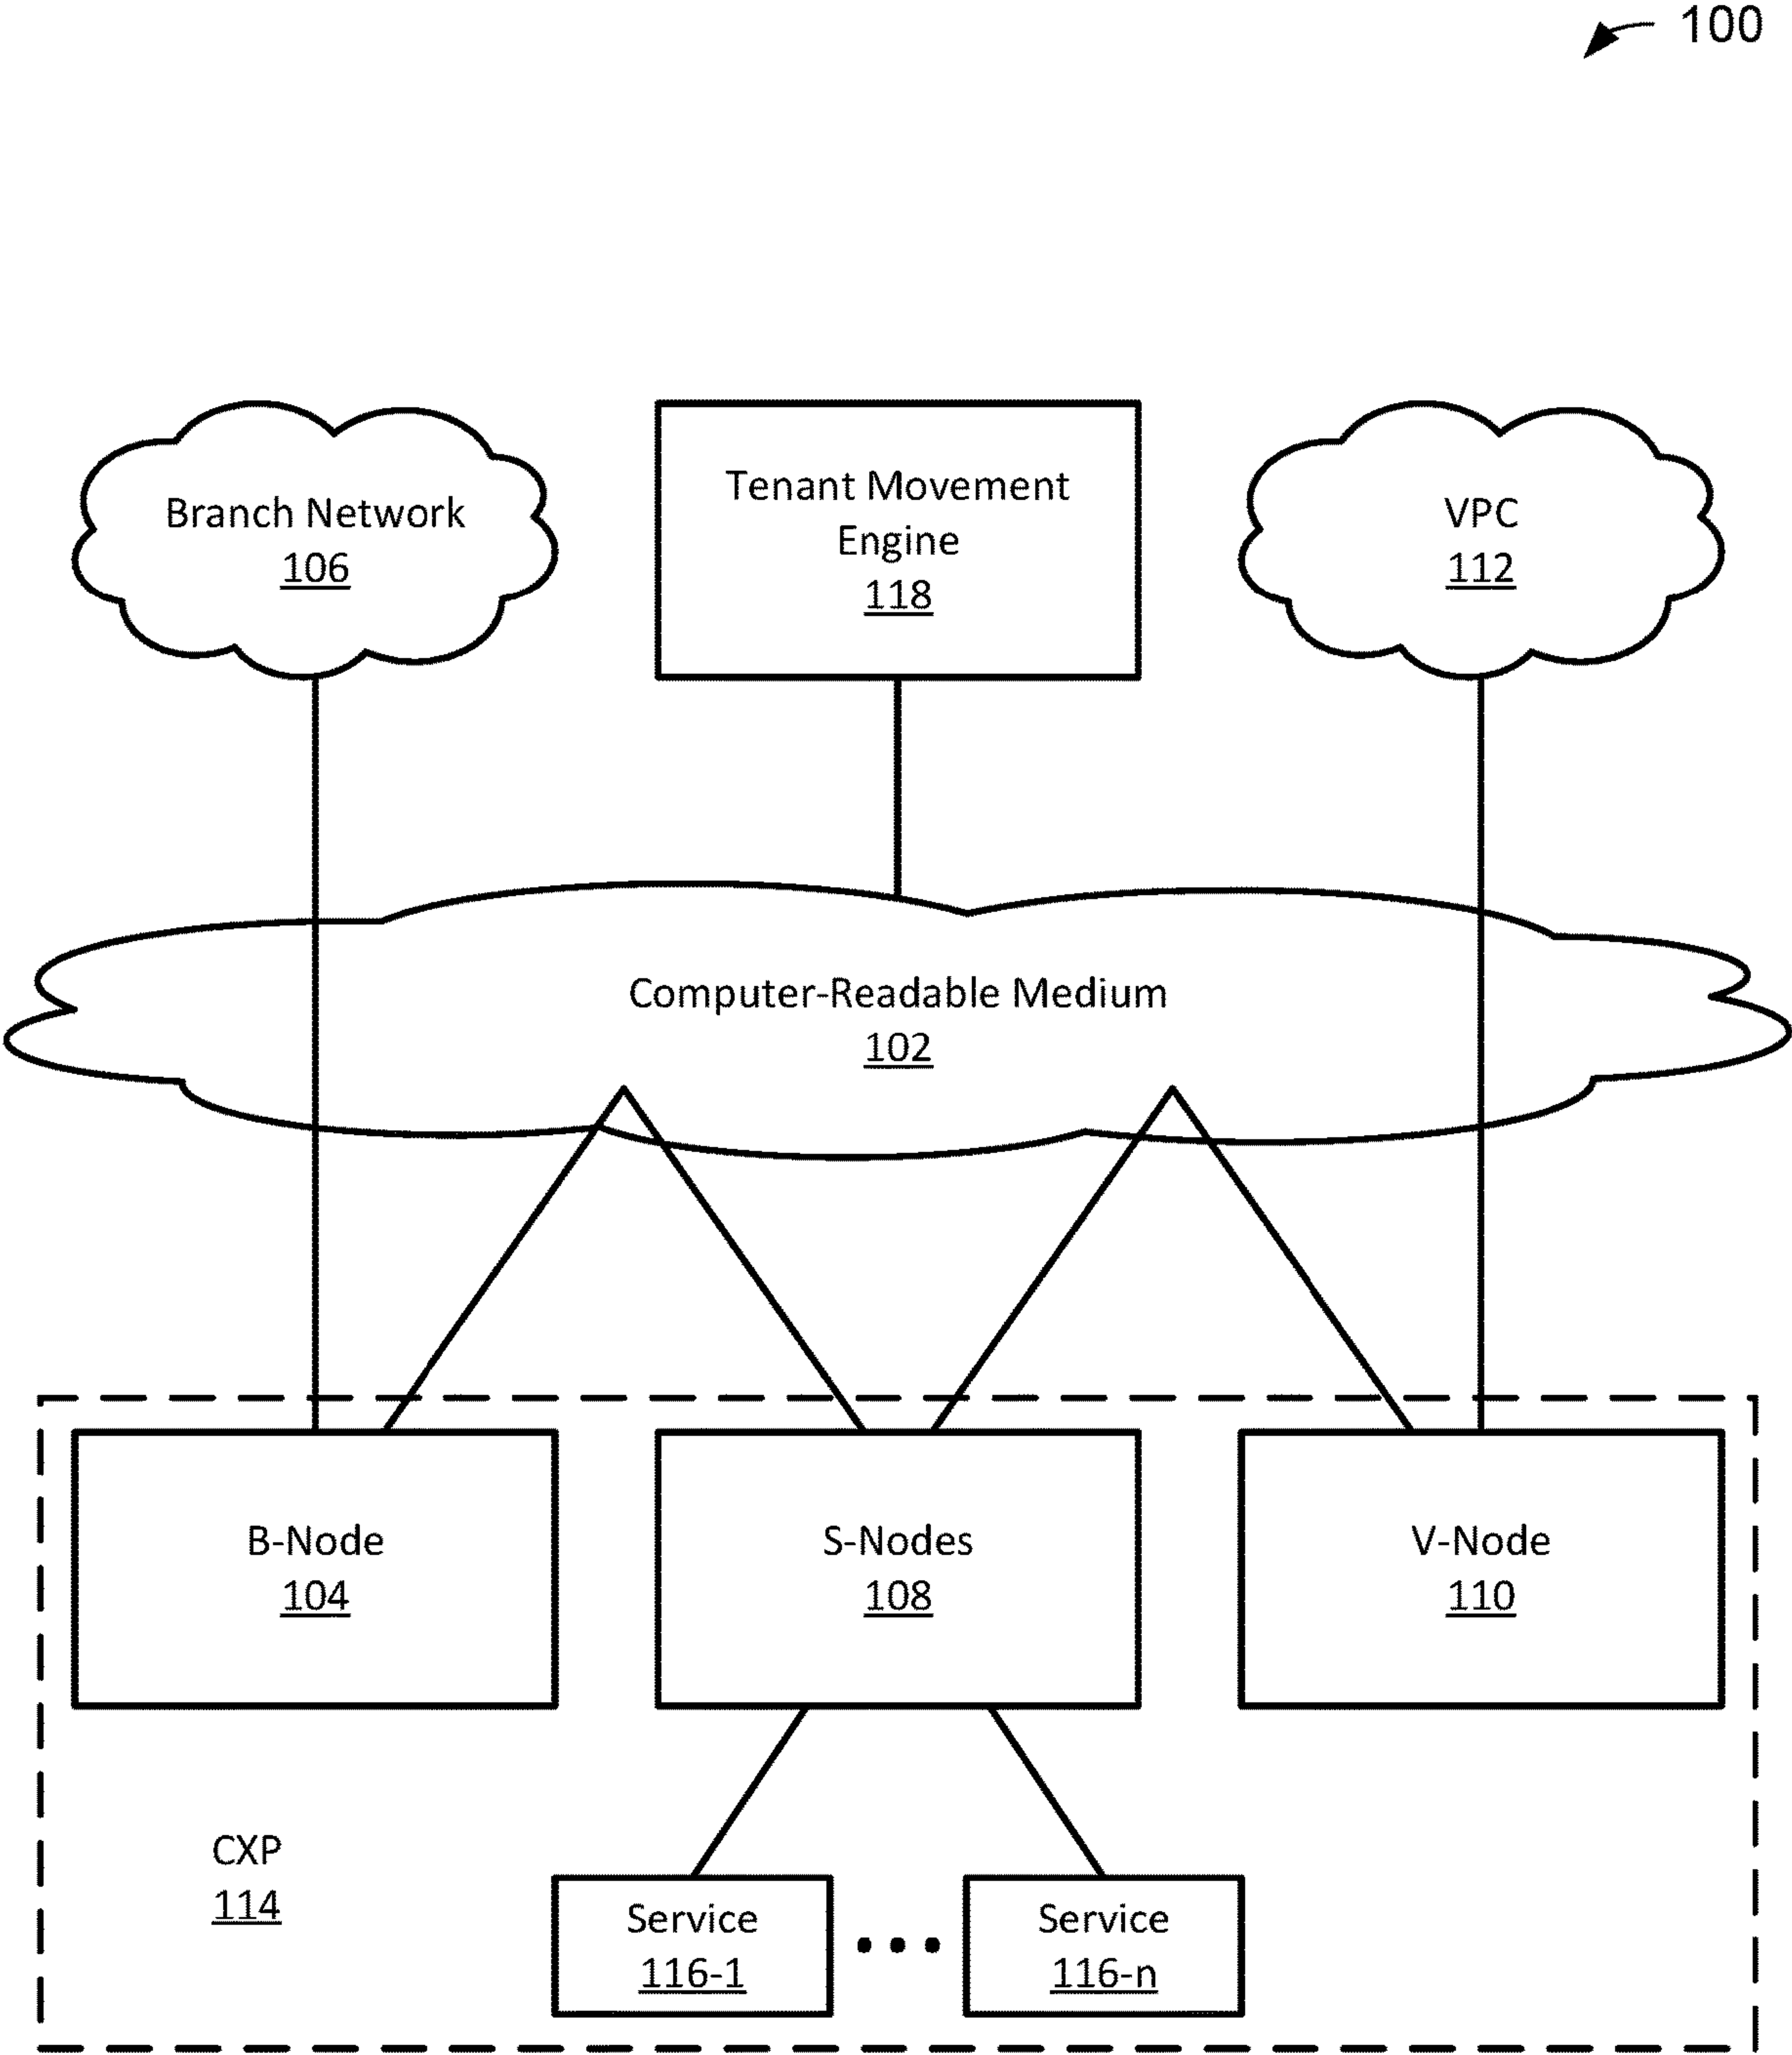 100
Branch Network
106
Tenant Movement
Engine
118
VPC
112
Computer-Readable Medium
102
B-Node
104
S-Nodes
108
V-Node
110
CXP
114
Service
116-1
Service
116-n